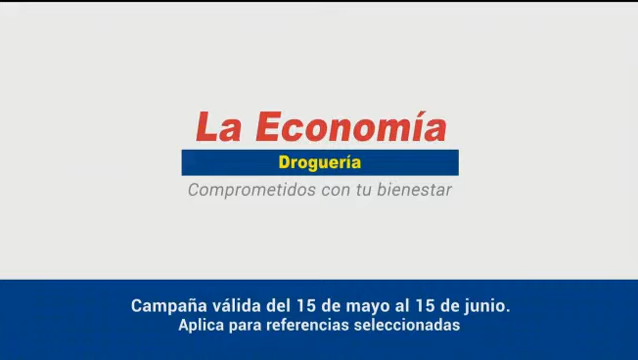 La Economía
Droguería
Comprometidos con tu bienestar
Campaña válida del 15 de mayo al 15 de junio.
Aplica para referencias seleccionadas